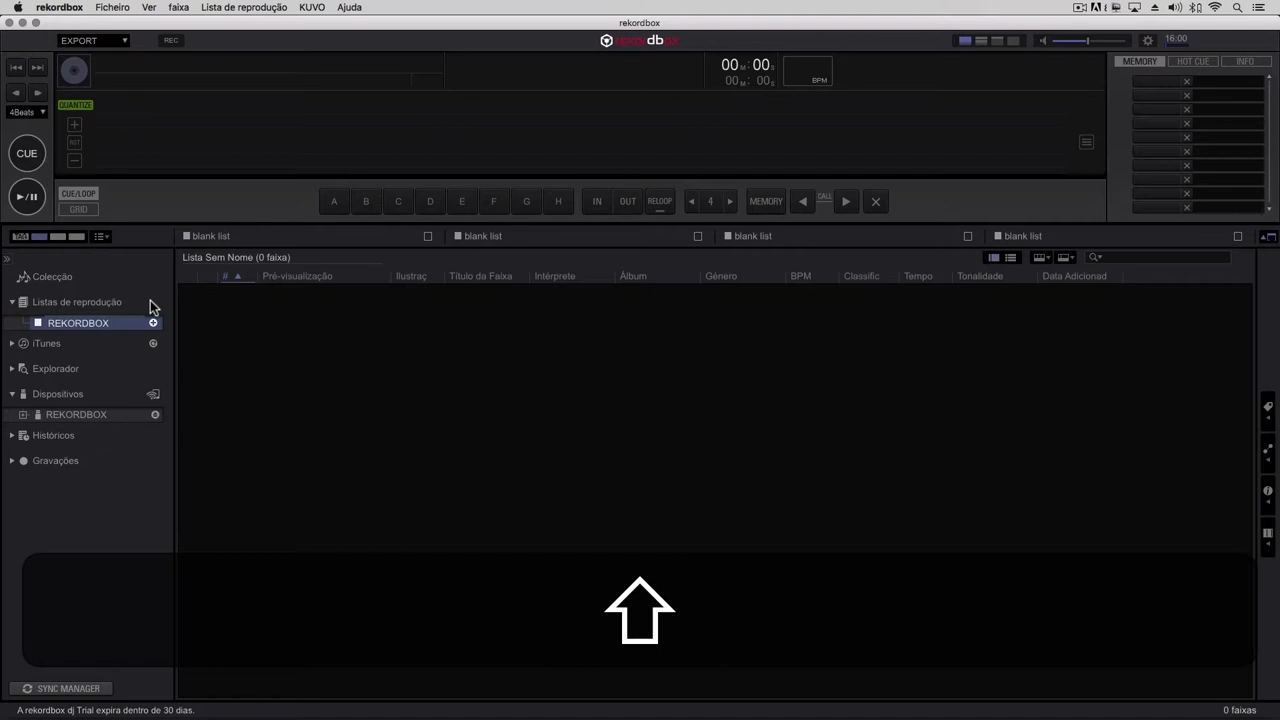 rekordbox Ficheiro Ver faixa Lista de reprodução KUVO Ajuda
rekordbox
EXPORT REC rekordbox 16:00
00 M: 00 S
00 M: 00 S
BPM
MEMORY HOT CUE INFO
QUANTIZE
4Beats
RST
CUE
CUE/LOOP
GRID
A B C D E F G H IN OUT RELOOP 4 MEMORY CALL
TAG blank list blank list blank list blank list
Lista Sem Nome (0 faixa)
# Pré-visualização Ilustraç Título da Faixa Intérprete Álbum Género BPM Classific Tempo Tonalidade Data Adicionad
Colecção
Listas de reprodução
REKORDBOX
iTunes
Explorador
Dispositivos
REKORDBOX
Históricos
Gravações
SYNC MANAGER
A rekordbox dj Trial expira dentro de 30 dias. 0 faixas